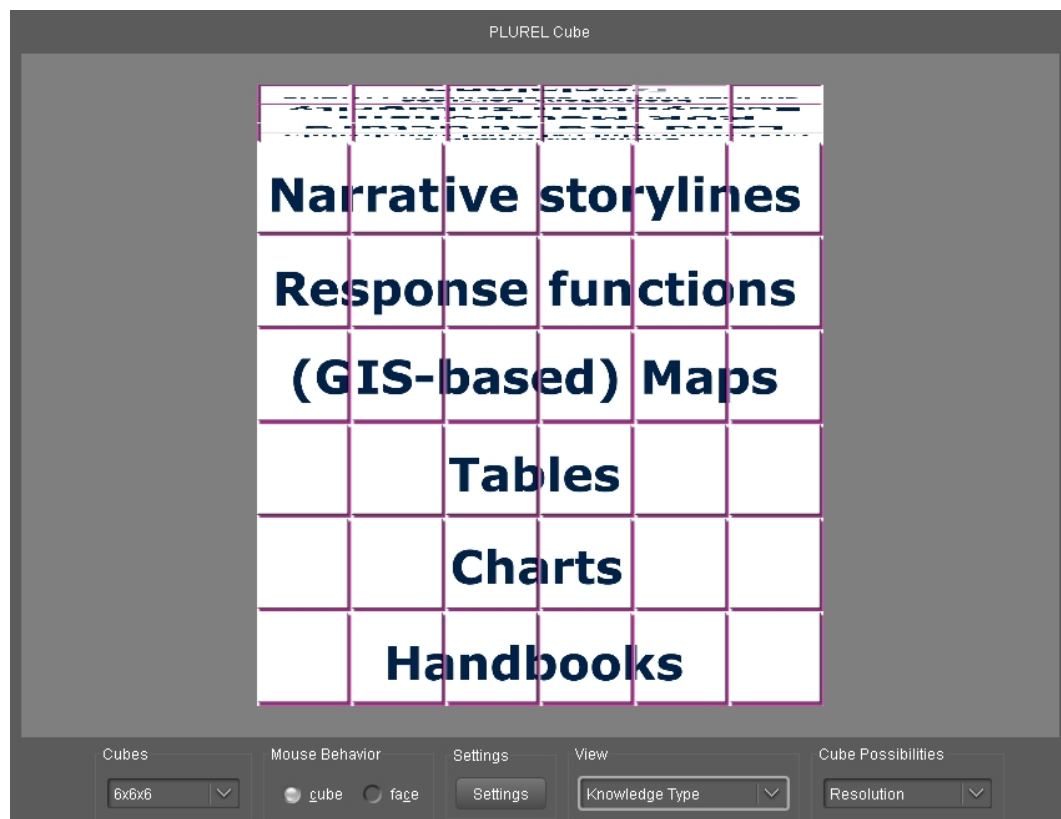 PLUREL Cube
Narrative storylines
Response functions
(GIS-based) Maps
Tables
Charts
Handbooks
Cubes
Mouse Behavior
Settings
View
Cube Possibilities
6x6x6
cube
face
Settings
Knowledge Type
Resolution